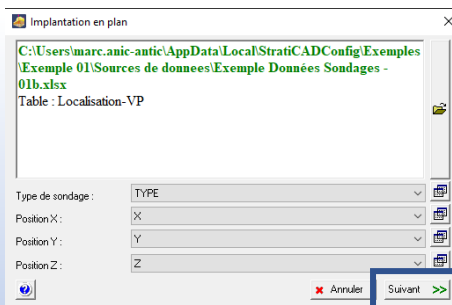 Implantation en plan
C:\Users\marc.anic-antic\AppData\Local\StratiCADConfig\Exemples
\Exemple 01\Sources de donnees\Exemple Données Sondages -
01b.xlsx
Table : Localisation-VP
Type de sondage : TYPE
Position X : X
Position Y : Y
Position Z : Z
Annuler Suivant >>